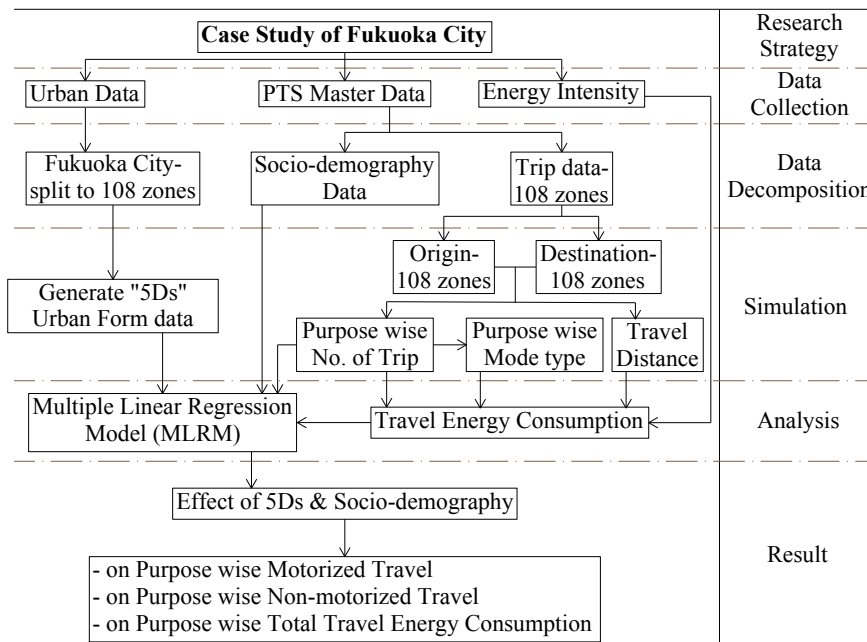 Case Study of Fukuoka City
Research
Strategy
Urban Data
PTS Master Data
Energy Intensity
Data
Collection
Fukuoka City-
split to 108 zones
Socio-demography
Data
Trip data-
108 zones
Data
Decomposition
Origin-
108 zones
Destination-
108 zones
Generate "5Ds"
Urban Form data
Purpose wise
No. of Trip
Purpose wise
Mode type
Travel
Distance
Simulation
Multiple Linear Regression
Model (MLRM)
Travel Energy Consumption
Analysis
Effect of 5Ds & Socio-demography
- on Purpose wise Motorized Travel
- on Purpose wise Non-motorized Travel
- on Purpose wise Total Travel Energy Consumption
Result